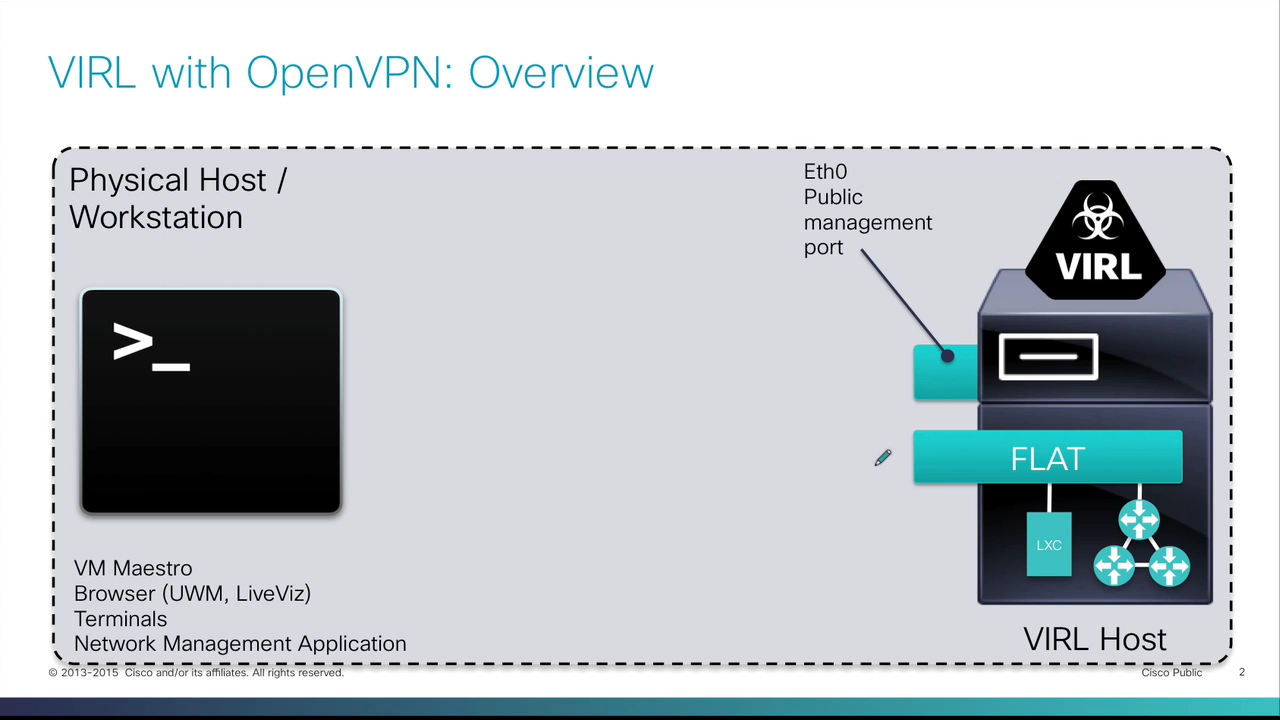 VIRL with OpenVPN: Overview
Physical Host /
Workstation
Eth0
Public
management
port
VIRL
>_
FLAT
LXC
VM Maestro
Browser (UWM, LiveViz)
Terminals
Network Management Application
VIRL Host
© 2013-2015 Cisco and/or its affiliates. All rights reserved.
Cisco Public
2